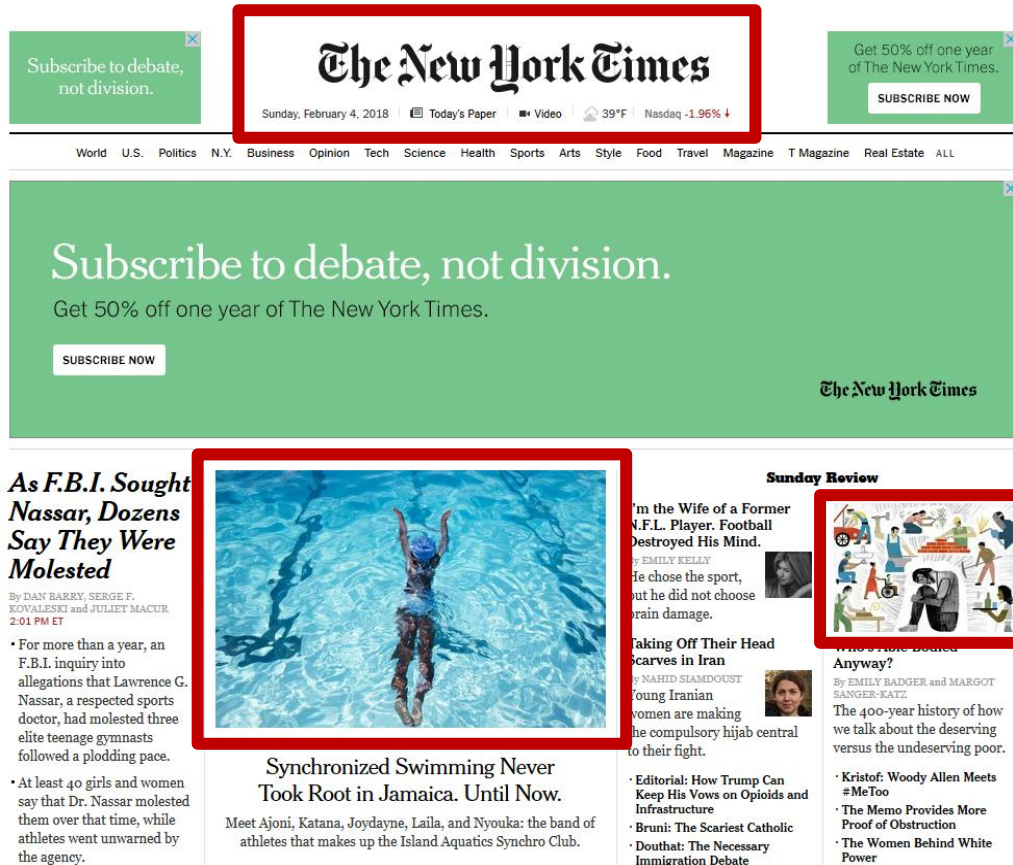 Subscribe to debate,
not division.
The New York Times
Sunday, February 4, 2018 Today's Paper Video 39°F Nasdaq -1.96% ↓
Get 50% off one year
of The New York Times.
SUBSCRIBE NOW
World U.S. Politics N.Y. Business Opinion Tech Science Health Sports Arts Style Food Travel Magazine T Magazine Real Estate ALL
Subscribe to debate, not division.
Get 50% off one year of The New York Times.
SUBSCRIBE NOW
The New York Times
As F.B.I. Sought
Nassar, Dozens
Say They Were
Molested
By DAN BARRY, SERGE F.
KOVALESKI and JULIET MACUR
2:01 PM ET
• For more than a year, an
F.B.I. inquiry into
allegations that Lawrence G.
Nassar, a respected sports
doctor, had molested three
elite teenage gymnasts
followed a plodding pace.
• At least 40 girls and women
say that Dr. Nassar molested
them over that time, while
athletes went unwarned by
the agency.
Synchronized Swimming Never
Took Root in Jamaica. Until Now.
Meet Ajoni, Katana, Joydayne, Laila, and Nyouka: the band of
athletes that makes up the Island Aquatics Synchro Club.
Sunday Review
'm the Wife of a Former
N.F.L. Player. Football
Destroyed His Mind.
By EMILY KELLY
He chose the sport,
but he did not choose
brain damage.
Taking Off Their Head
Scarves in Iran
By NAHID SIAMDOUST
Young Iranian
women are making
the compulsory hijab central
to their fight.
· Editorial: How Trump Can
Keep His Vows on Opioids and
Infrastructure
· Bruni: The Scariest Catholic
· Douthat: The Necessary
Immigration Debate
Who's Able-Bodied
Anyway?
By EMILY BADGER and MARGOT
SANGER-KATZ
The 400-year history of how
we talk about the deserving
versus the undeserving poor.
· Kristof: Woody Allen Meets
#MeToo
· The Memo Provides More
Proof of Obstruction
· The Women Behind White
Power